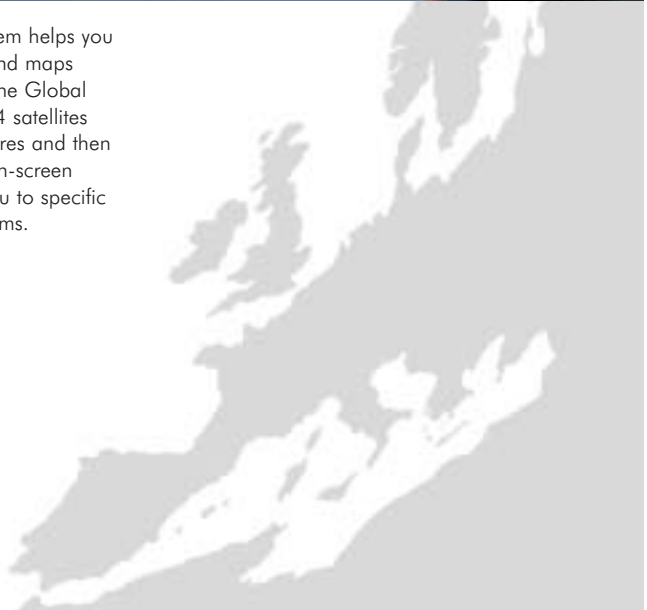 em helps you
nd maps
he Global
4 satellites
res and then
n-screen
u to specific
ms.